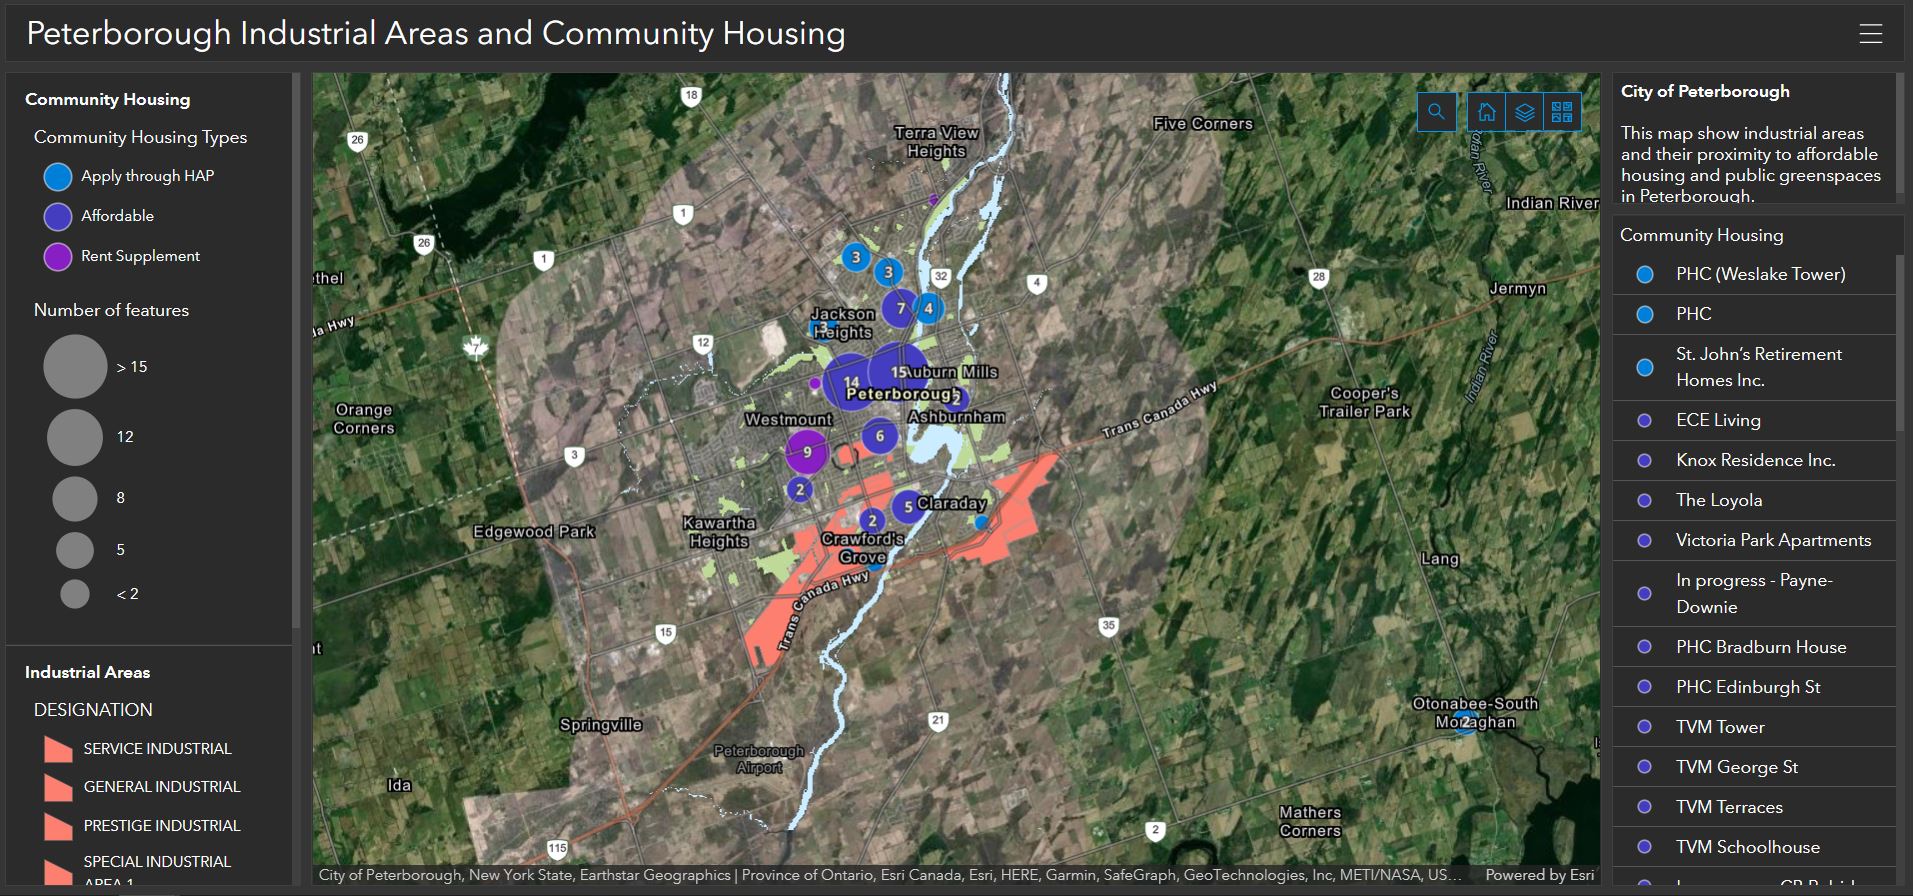 Peterborough Industrial Areas and Community Housing
Community Housing
Community Housing Types
Apply through HAP
Affordable
Rent Supplement
Number of features
> 15
12
8
5
< 2
Industrial Areas
DESIGNATION
SERVICE INDUSTRIAL
GENERAL INDUSTRIAL
PRESTIGE INDUSTRIAL
SPECIAL INDUSTRIAL
AREA 1
18
26
Terra View
Heights
Five Corners
Indian River
Indian River
1
26
1
3
3
32
28
4
Jermyn
7
4
Jackson
Heights
3
7
12
15
Auburn Mills
14
Peterborough
2
Ashburnham
Trans Canada Hwy
Cooper's
Trailer Park
Indian River
Orange
Corners
Westmount
6
9
3
2
5
Claraday
2
Edgewood Park
Kawartha
Heights
Crawford's
Grove
Lang
Trans Canada Hwy
15
35
Otonabee-South
Monaghan
2
21
Springville
Peterborough
Airport
Ida
Mathers
Corners
2
115
City of Peterborough, New York State, Earthstar Geographics | Province of Ontario, Esri Canada, Esri, HERE, Garmin, SafeGraph, GeoTechnologies, Inc, METI/NASA, US...
Powered by Esri
City of Peterborough
This map show industrial areas
and their proximity to affordable
housing and public greenspaces
in Peterborough.
Community Housing
PHC (Weslake Tower)
PHC
St. John’s Retirement
Homes Inc.
ECE Living
Knox Residence Inc.
The Loyola
Victoria Park Apartments
In progress - Payne-
Downie
PHC Bradburn House
PHC Edinburgh St
TVM Tower
TVM George St
TVM Terraces
TVM Schoolhouse